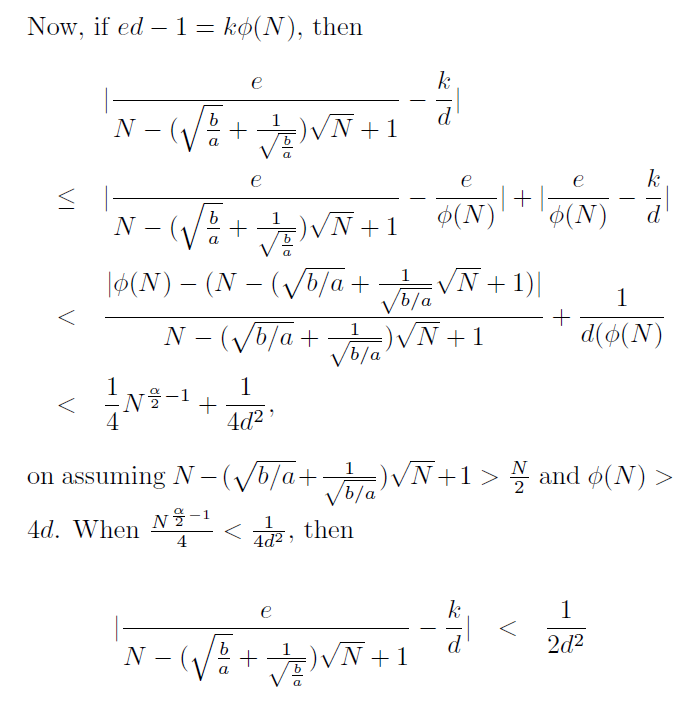 Now, if $ed - 1 = k\phi(N)$, then
$|\frac{e}{N - (\sqrt{\frac{b}{a}} + \frac{1}{\sqrt{\frac{b}{a}}})\sqrt{N} + 1} - \frac{k}{d}|$
$\leq |\frac{e}{N - (\sqrt{\frac{b}{a}} + \frac{1}{\sqrt{\frac{b}{a}}})\sqrt{N} + 1} - \frac{e}{\phi(N)}| + |\frac{e}{\phi(N)} - \frac{k}{d}|$
$< \frac{|\phi(N) - (N - (\sqrt{b/a} + \frac{1}{\sqrt{b/a}}\sqrt{N} + 1)|}{N - (\sqrt{b/a} + \frac{1}{\sqrt{b/a}})\sqrt{N} + 1} + \frac{1}{d(\phi(N)}$
$< \frac{1}{4}N^{\frac{\alpha}{2}-1} + \frac{1}{4d^2},$
on assuming $N - (\sqrt{b/a} + \frac{1}{\sqrt{b/a}})\sqrt{N} + 1 > \frac{N}{2}$ and $\phi(N) >$
$4d$. When $\frac{N^{\frac{\alpha}{2}-1}}{4} < \frac{1}{4d^2}$, then
$|\frac{e}{N - (\sqrt{\frac{b}{a}} + \frac{1}{\sqrt{\frac{b}{a}}})\sqrt{N} + 1} - \frac{k}{d}| < \frac{1}{2d^2}$